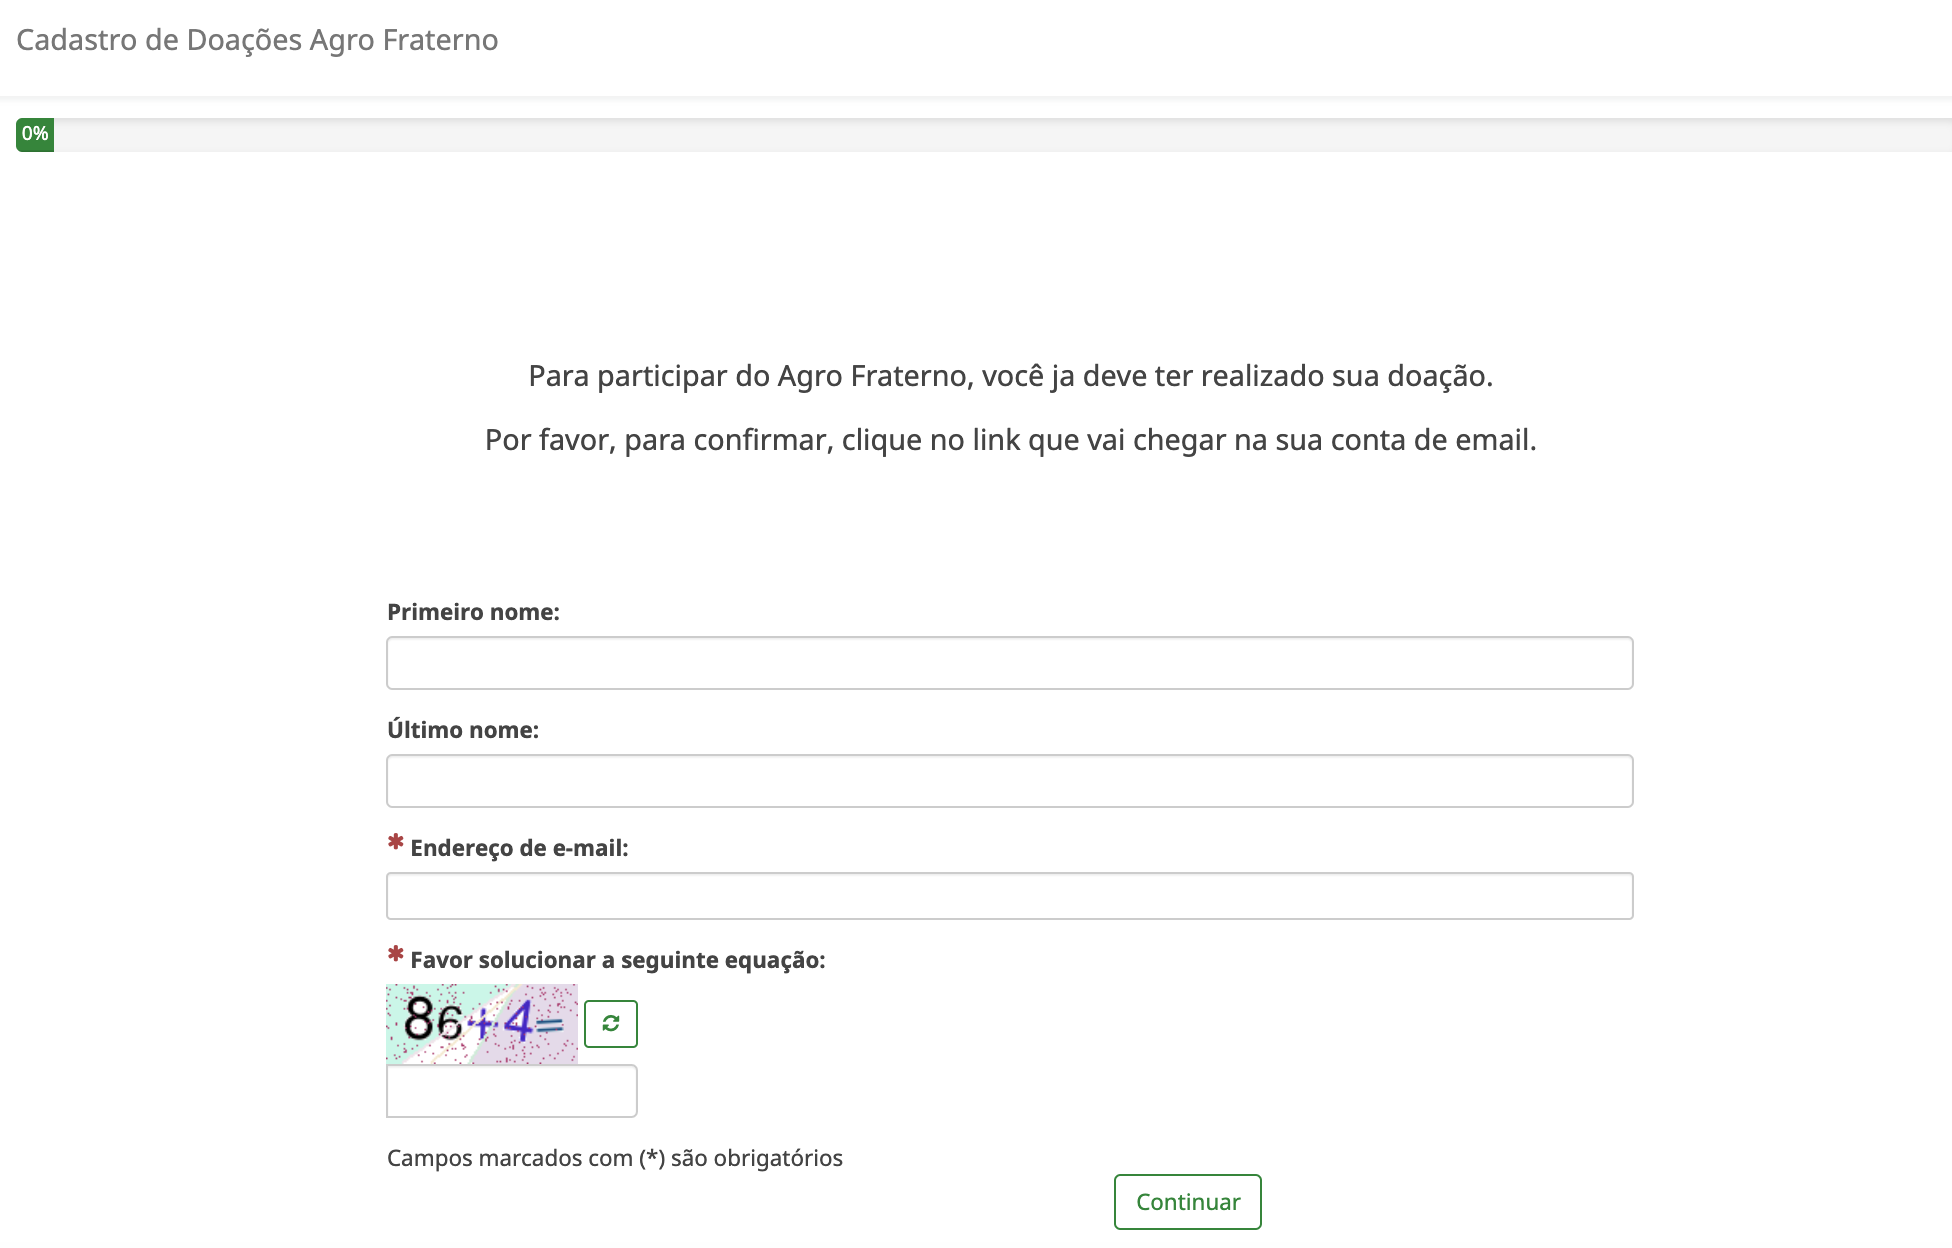 Cadastro de Doações Agro Fraterno
0%
Para participar do Agro Fraterno, você ja deve ter realizado sua doação.
Por favor, para confirmar, clique no link que vai chegar na sua conta de email.
Primeiro nome:
Último nome:
* Endereço de e-mail:
* Favor solucionar a seguinte equação:
86+4=
Campos marcados com (*) são obrigatórios
Continuar